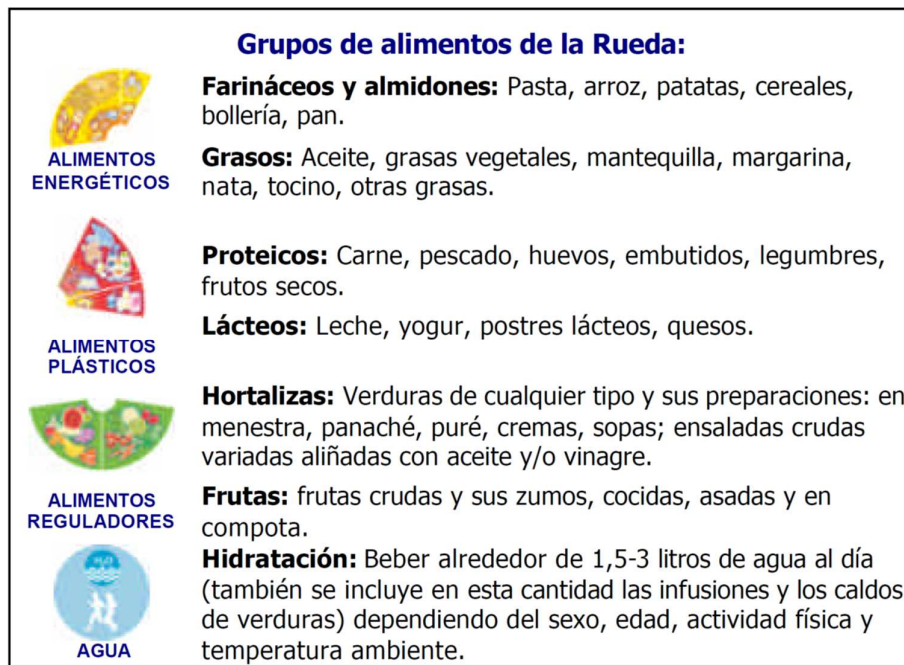 Grupos de alimentos de la Rueda:
Farináceos y almidones: Pasta, arroz, patatas, cereales,
bollería, pan.
ALIMENTOS
ENERGÉTICOS
Grasos: Aceite, grasas vegetales, mantequilla, margarina,
nata, tocino, otras grasas.
Proteicos: Carne, pescado, huevos, embutidos, legumbres,
frutos secos.
Lácteos: Leche, yogur, postres lácteos, quesos.
ALIMENTOS
PLÁSTICOS
Hortalizas: Verduras de cualquier tipo y sus preparaciones: en
menestra, panaché, puré, cremas, sopas; ensaladas crudas
variadas aliñadas con aceite y/o vinagre.
ALIMENTOS
REGULADORES
Frutas: frutas crudas y sus zumos, cocidas, asadas y en
compota.
H₂O
Hidratación: Beber alrededor de 1,5-3 litros de agua al día
(también se incluye en esta cantidad las infusiones y los caldos
de verduras) dependiendo del sexo, edad, actividad física y
temperatura ambiente.
AGUA